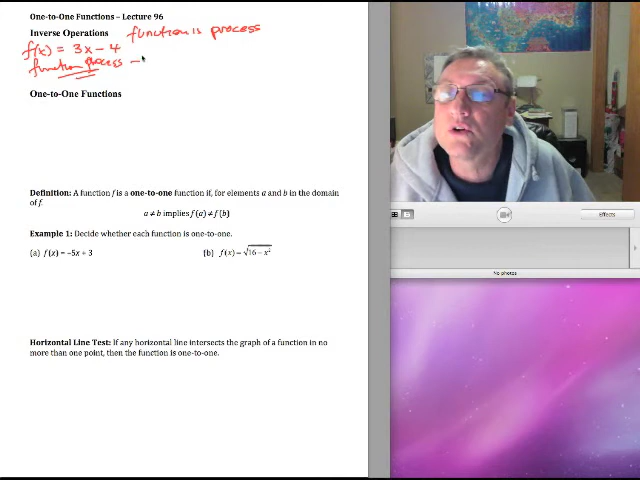 One-to-One Functions – Lecture 96
Inverse Operations function is process
f(x) = 3x - 4
function process -
One-to-One Functions
Definition: A function f is a one-to-one function if, for elements a and b in the domain
of f.
a ≠ b implies f(a) ≠ f(b)
Example 1: Decide whether each function is one-to-one.
(a) f(x) = -5x + 3 (b) f(x) = √16 - x²
Horizontal Line Test: If any horizontal line intersects the graph of a function in no
more than one point, then the function is one-to-one.
Effects
No photos